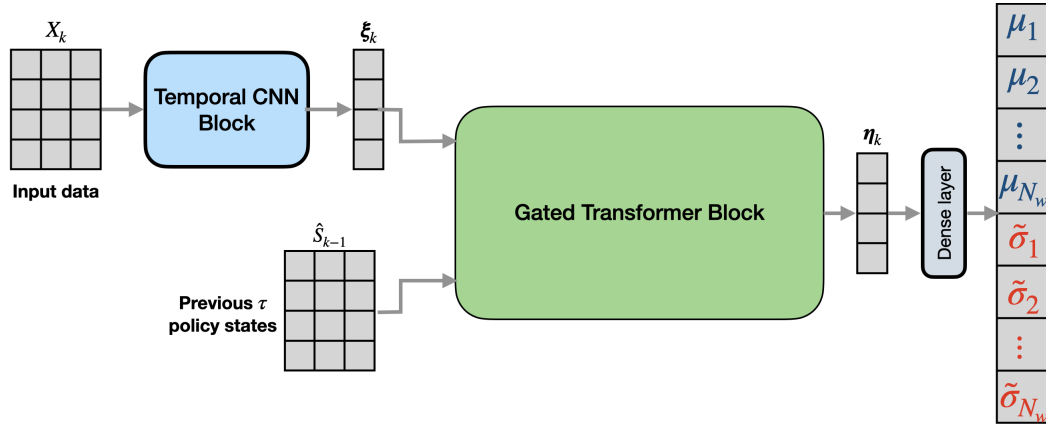 X_k
Temporal CNN
Block
Input data
ξ_k
Ŝ_{k−1}
Previous τ
policy states
Gated Transformer Block
η_k
Dense layer
μ_1
μ_2
⋮
μ_{N_w}
σ̃_1
σ̃_2
⋮
σ̃_{N_w}